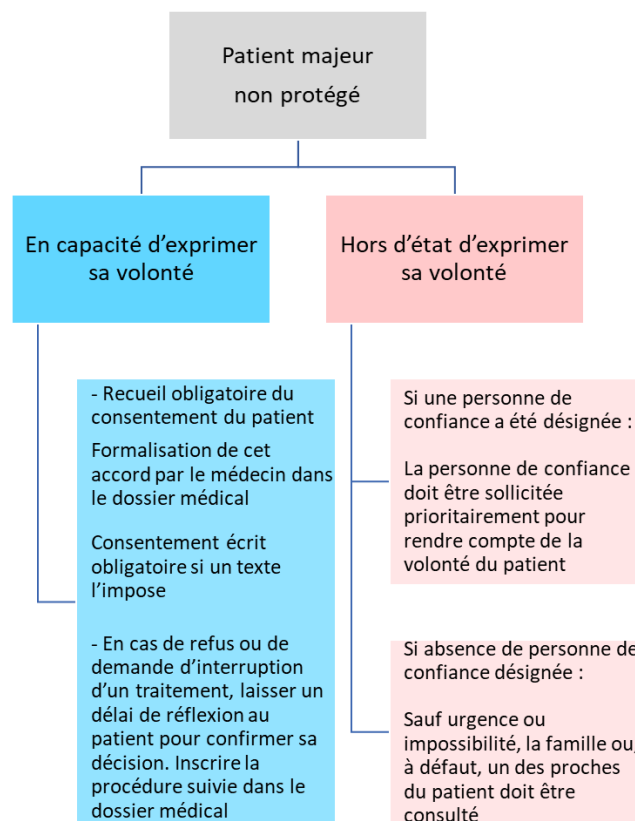 Patient majeur
non protégé
En capacité d’exprimer
sa volonté
Hors d’état d’exprimer
sa volonté
- Recueil obligatoire du
consentement du patient
Formalisation de cet
accord par le médecin dans
le dossier médical
Consentement écrit
obligatoire si un texte
l’impose
- En cas de refus ou de
demande d’interruption
d’un traitement, laisser un
délai de réflexion au
patient pour confirmer sa
décision. Inscrire la
procédure suivie dans le
dossier médical
Si une personne de
confiance a été désignée :
La personne de confiance
doit être sollicitée
prioritairement pour
rendre compte de la
volonté du patient
Si absence de personne de
confiance désignée :
Sauf urgence ou
impossibilité, la famille ou,
à défaut, un des proches
du patient doit être
consulté